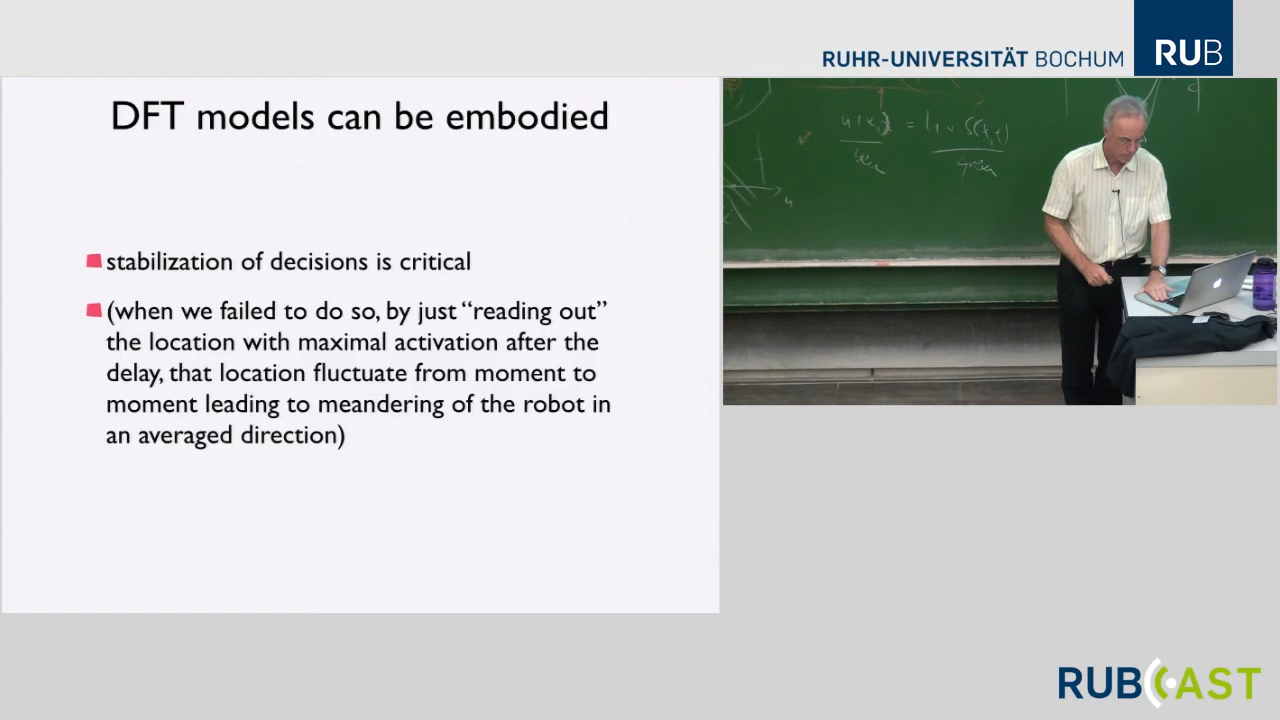 RUHR-UNIVERSITÄT BOCHUM
RUB
DFT models can be embodied
stabilization of decisions is critical
(when we failed to do so, by just “reading out”
the location with maximal activation after the
delay, that location fluctuate from moment to
moment leading to meandering of the robot in
an averaged direction)
RUBCAST